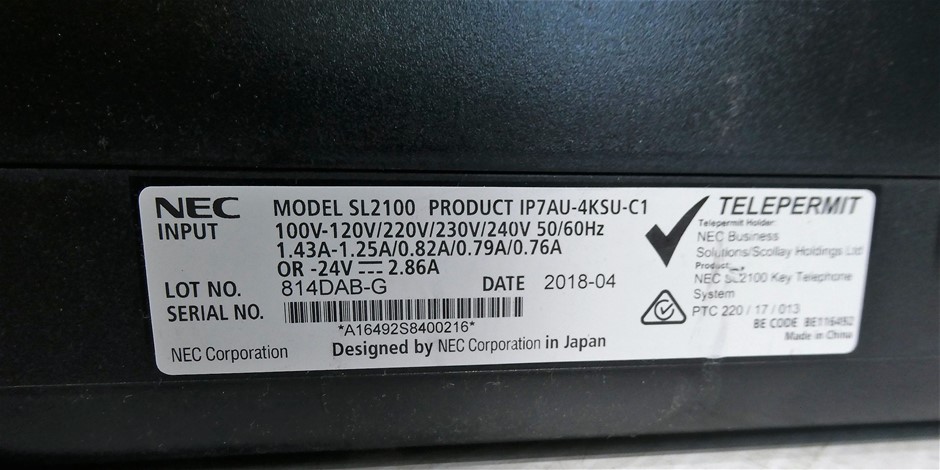 NEC MODEL SL2100 PRODUCT IP7AU-4KSU-C1
INPUT 100V-120V/220V/230V/240V 50/60Hz
1.43A-1.25A/0.82A/0.79A/0.76A
OR -24V ⎓ 2.86A
LOT NO. 814DAB-G DATE 2018-04
SERIAL NO.
*A16492S8400216*
NEC Corporation Designed by NEC Corporation in Japan
TELEPERMIT
Telepermit Holder:
NEC Business
Solutions/Scollay Holdings Ltd
Product
NEC SL2100 Key Telephone
System
PTC 220 / 17 / 013
BE CODE BE116492
Made in China